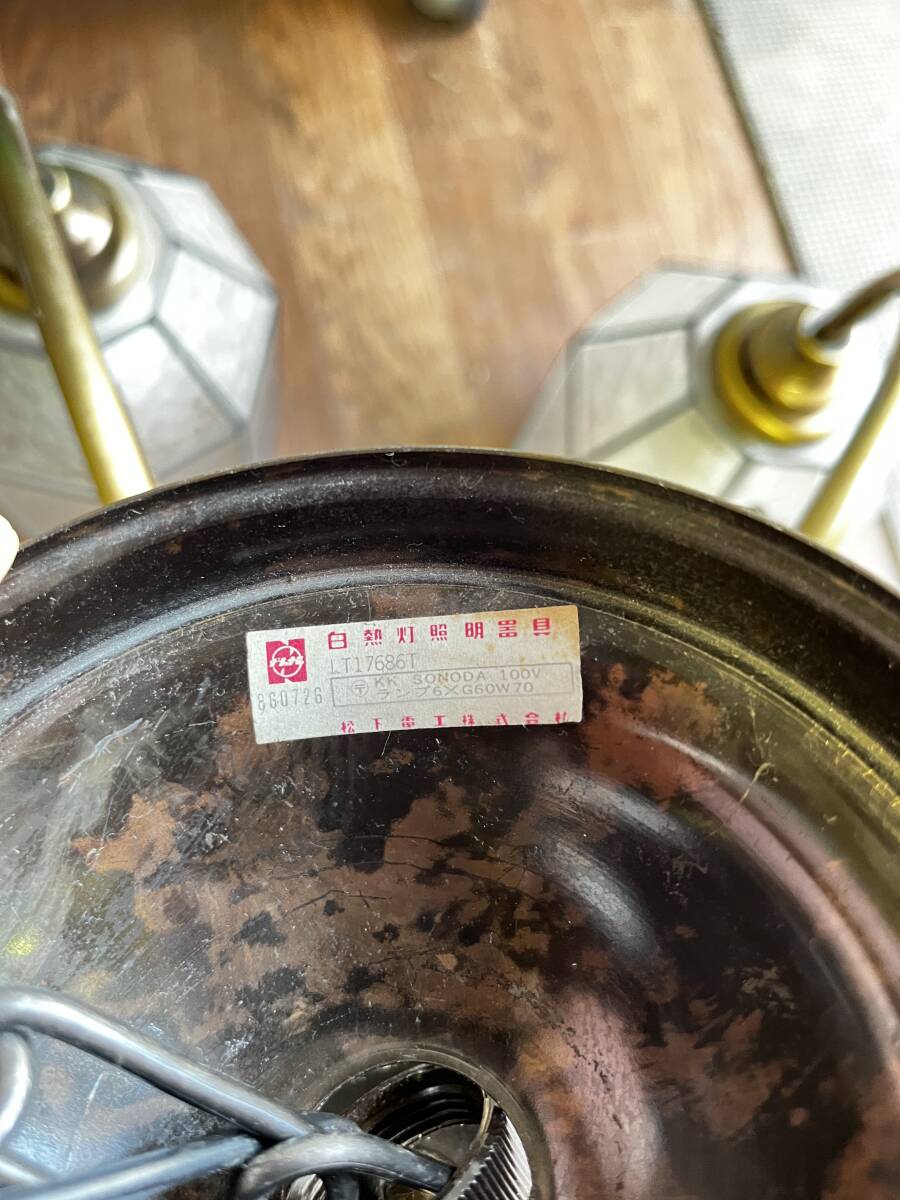 白熱灯照明器具
LT17686T
〒 KK SONODA 100V
860726
ランプ6×G60W70
松下電工株式会社